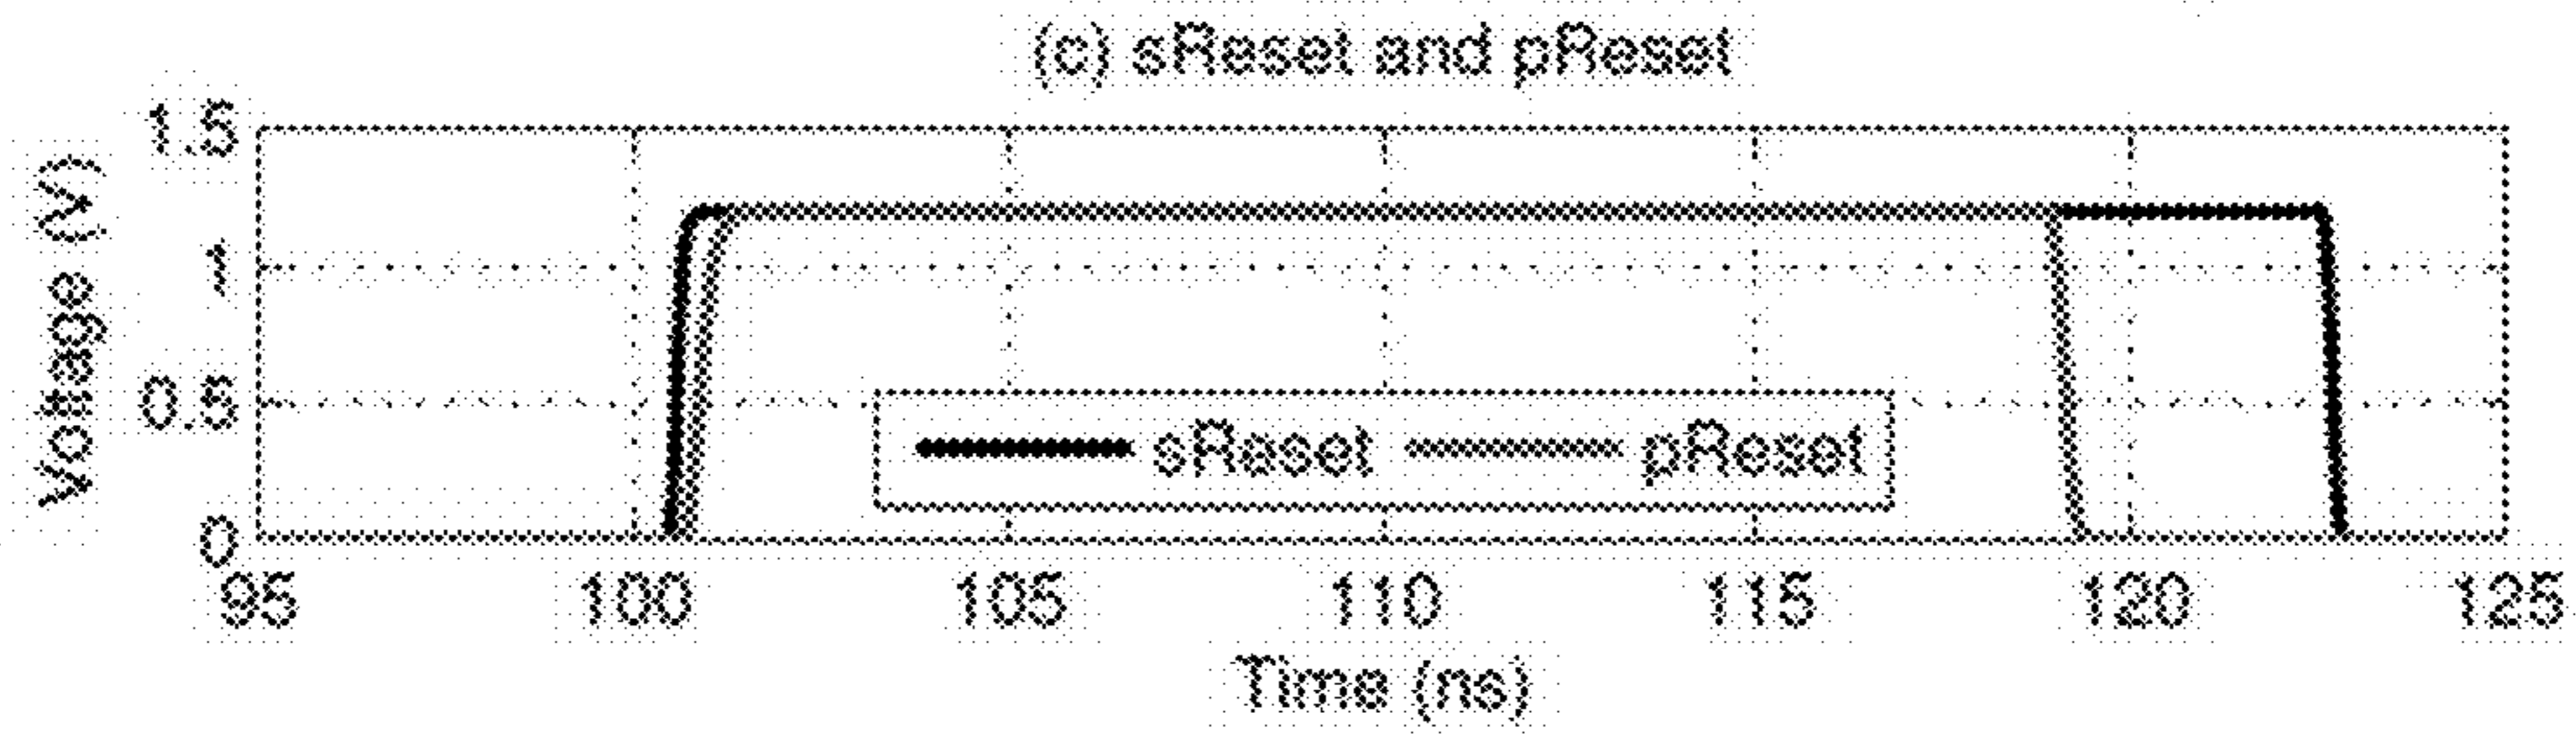 (c) sReset and pReset
Voltage (V)
1.5
1
0.5
0
sReset pReset
95 100 105 110 115 120 125
Time (ns)